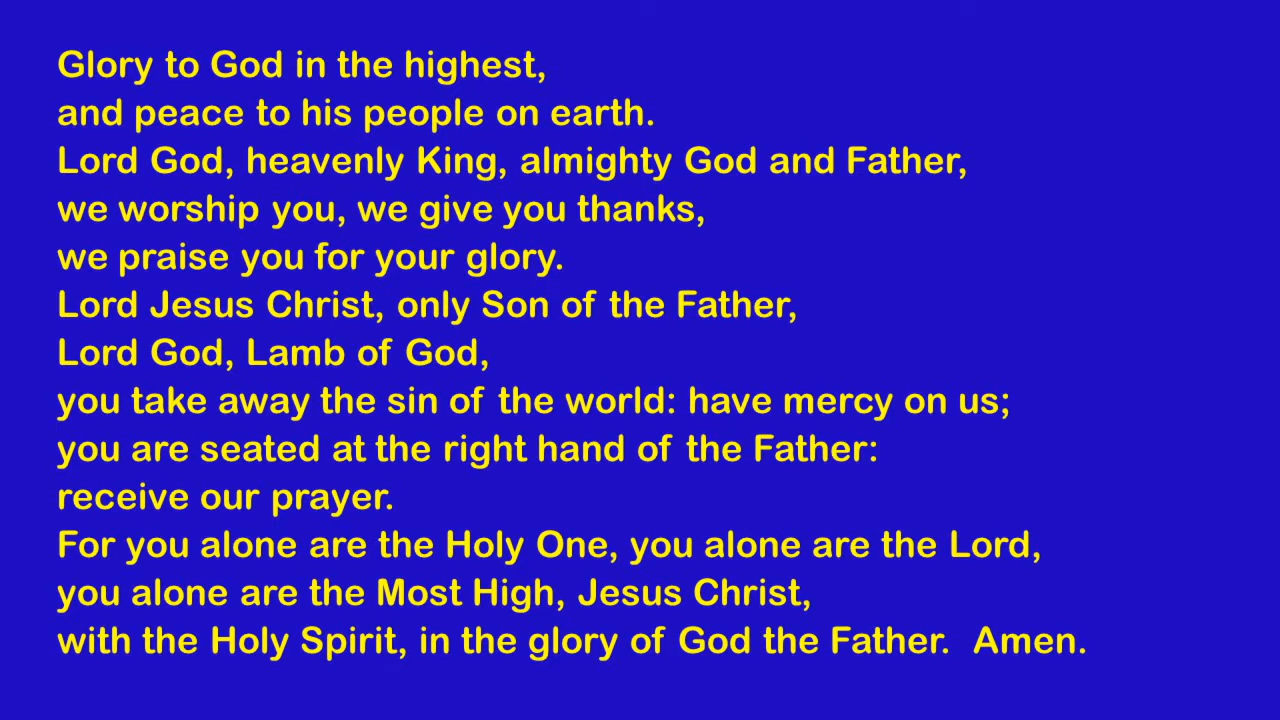 Glory to God in the highest,
and peace to his people on earth.
Lord God, heavenly King, almighty God and Father,
we worship you, we give you thanks,
we praise you for your glory.
Lord Jesus Christ, only Son of the Father,
Lord God, Lamb of God,
you take away the sin of the world: have mercy on us;
you are seated at the right hand of the Father:
receive our prayer.
For you alone are the Holy One, you alone are the Lord,
you alone are the Most High, Jesus Christ,
with the Holy Spirit, in the glory of God the Father.  Amen.